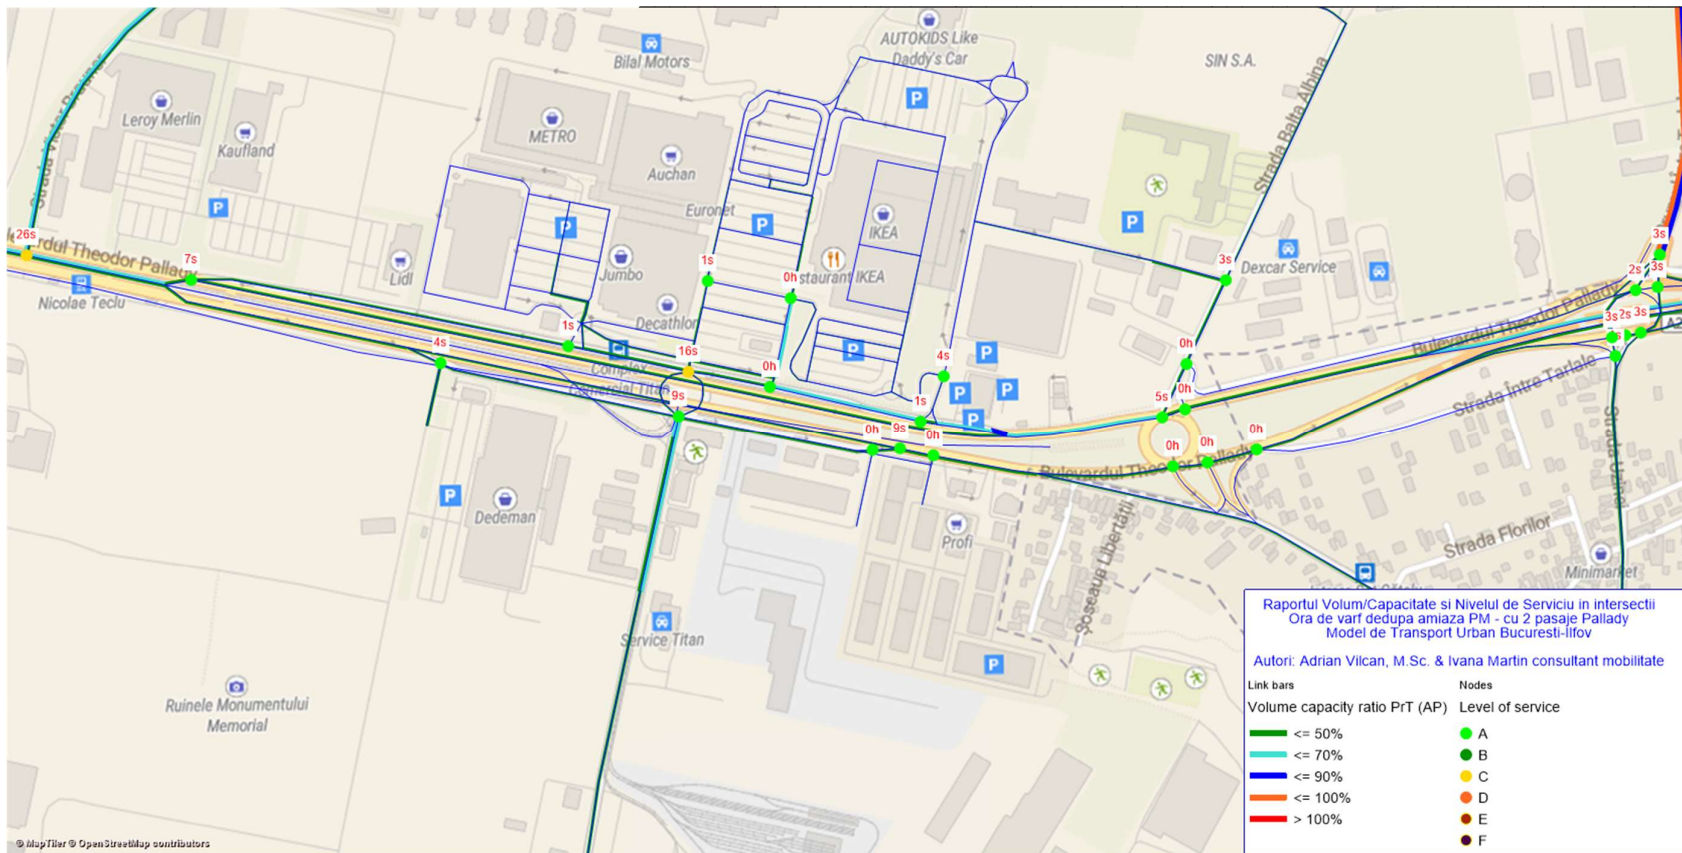 AUTOKIDS Like
Daddy's Car
Bilal Motors
SIN S.A.
Strada Balta Albina
Leroy Merlin
Kaufland
METRO
Auchan
Euronet
IKEA
Restaurant IKEA
Dexcar Service
26s
Bulevardul Theodor Pallady
7s
Lidl
Nicolae Teclu
Jumbo
Decathlon
1s
0h
3s
3s
2s
3s
1s
4s
16s
0h
0h
4s
Complex
Comercial Titan
9s
5s
0h
1s
0h
9s
0h
0h
0h
0h
3s
2s
3s
A2
Bulevardul Theodor Pallady
Strada Între Tarlale
Bulevardul Theodor Pallady
Dedeman
Profi
Șoseaua Libertății
Strada Florilor
Minimarket
Service Titan
Ruinele Monumentului
Memorial
Raportul Volum/Capacitate si Nivelul de Serviciu in intersectii
Ora de varf dedupa amiaza PM - cu 2 pasaje Pallady
Model de Transport Urban Bucuresti-Ilfov
Autori: Adrian Vilcan, M.Sc. & Ivana Martin consultant mobilitate
Link bars
Nodes
Volume capacity ratio PrT (AP)
Level of service
<= 50%
A
<= 70%
B
<= 90%
C
<= 100%
D
> 100%
E
F
© MapTiler © OpenStreetMap contributors